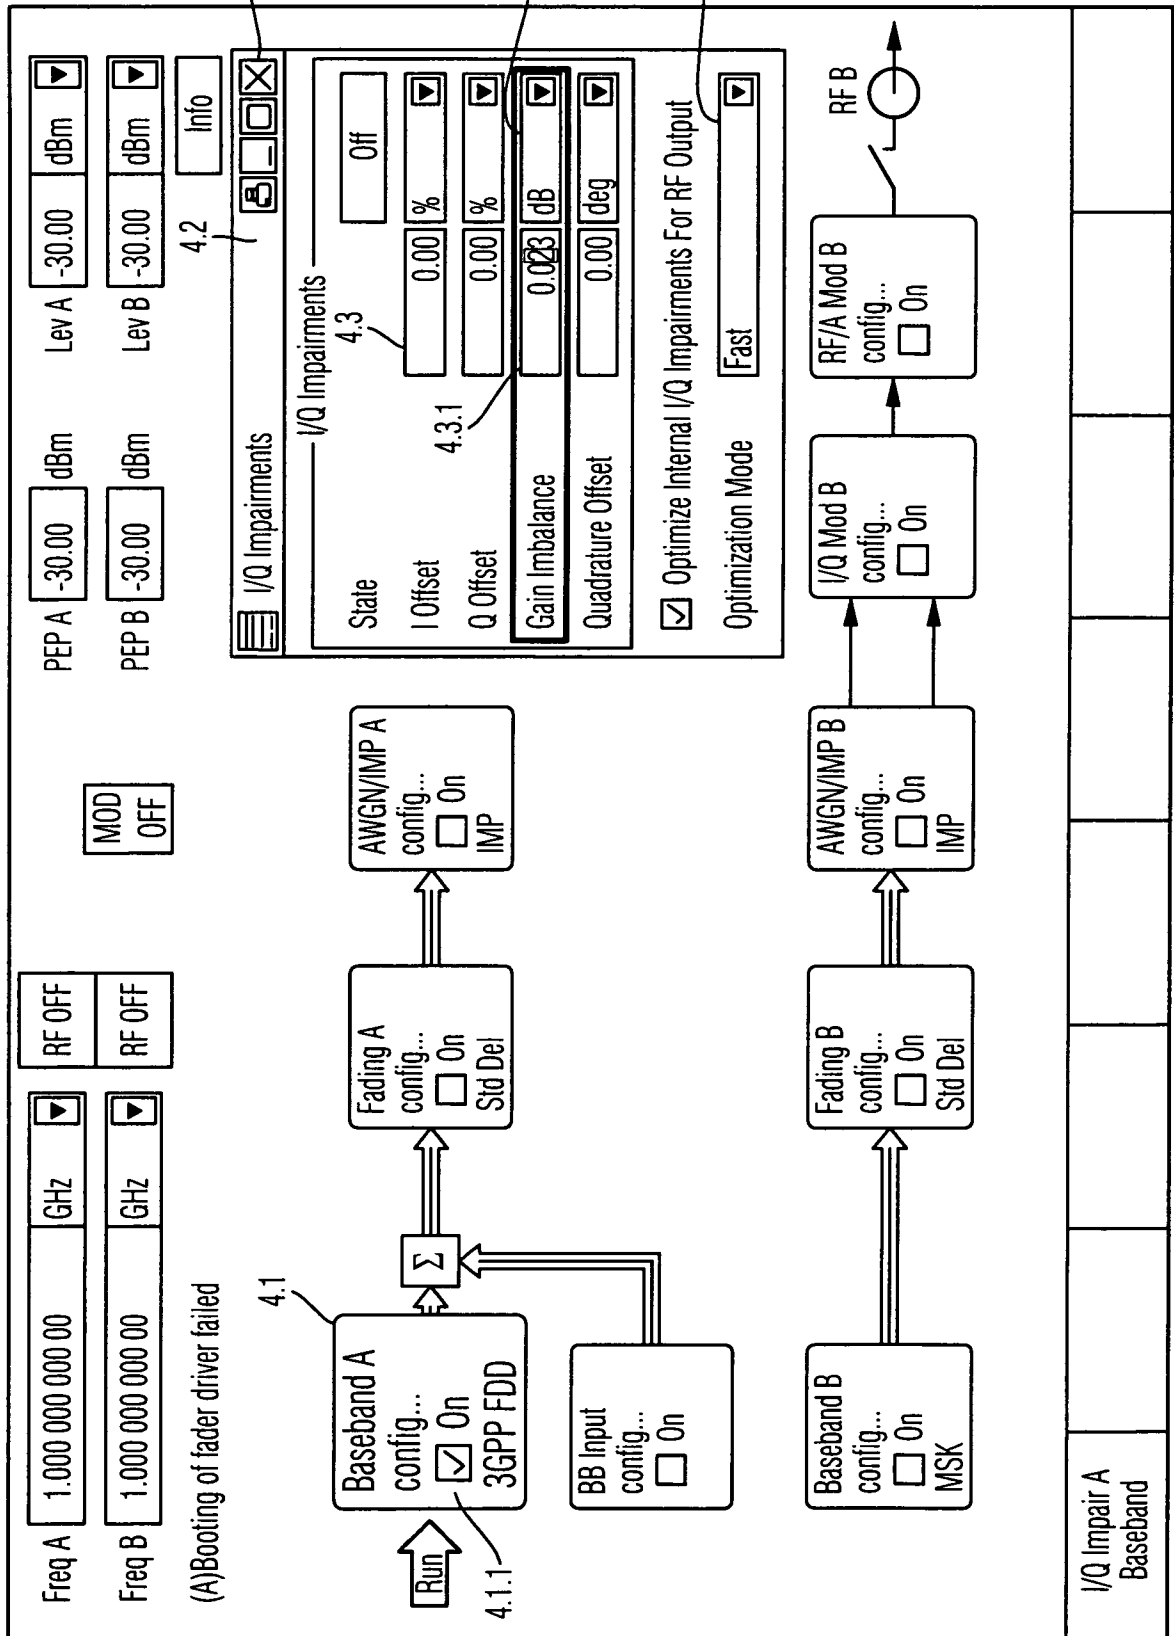 Freq A 1.000 000 000 00 GHz RF OFF PEP A -30.00 dBm Lev A -30.00 dBm
MOD
OFF
Freq B 1.000 000 000 00 GHz RF OFF PEP B -30.00 dBm Lev B -30.00 dBm
(A)Booting of fader driver failed
Info
4.2
I/Q Impairments
I/Q Impairments
State Off
4.3
I Offset 0.00 %
Q Offset 0.00 %
4.3.1
Gain Imbalance 0.023 dB
Quadrature Offset 0.00 deg
Optimize Internal I/Q Impairments For RF Output
Optimization Mode Fast
4.1
Run
4.1.1
Baseband A
config...
On
3GPP FDD
Σ
Fading A
config...
On
Std Del
AWGN/IMP A
config...
On
IMP
BB Input
config...
On
Baseband B
config...
On
MSK
Fading B
config...
On
Std Del
AWGN/IMP B
config...
On
IMP
I/Q Mod B
config...
On
RF/A Mod B
config...
On
RF B
I/Q Impair A
Baseband